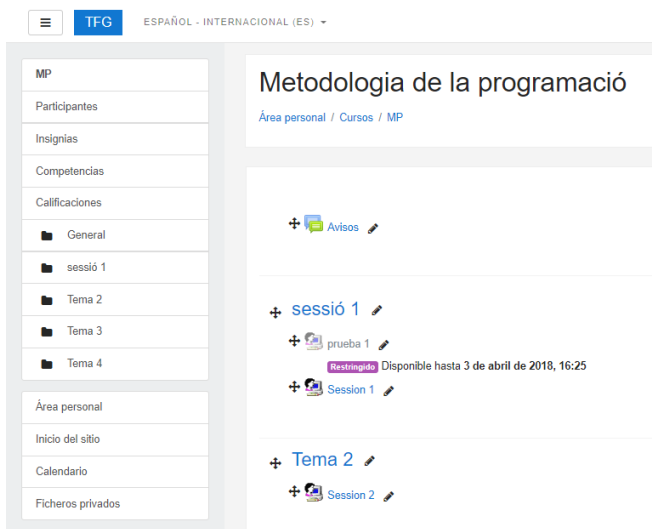 TFG
ESPAÑOL - INTERNACIONAL (ES)
MP
Participantes
Insignias
Competencias
Calificaciones
General
sessió 1
Tema 2
Tema 3
Tema 4
Área personal
Inicio del sitio
Calendario
Ficheros privados
Metodologia de la programació
Área personal / Cursos / MP
Avisos
sessió 1
prueba 1
Restringido Disponible hasta 3 de abril de 2018, 16:25
Session 1
Tema 2
Session 2